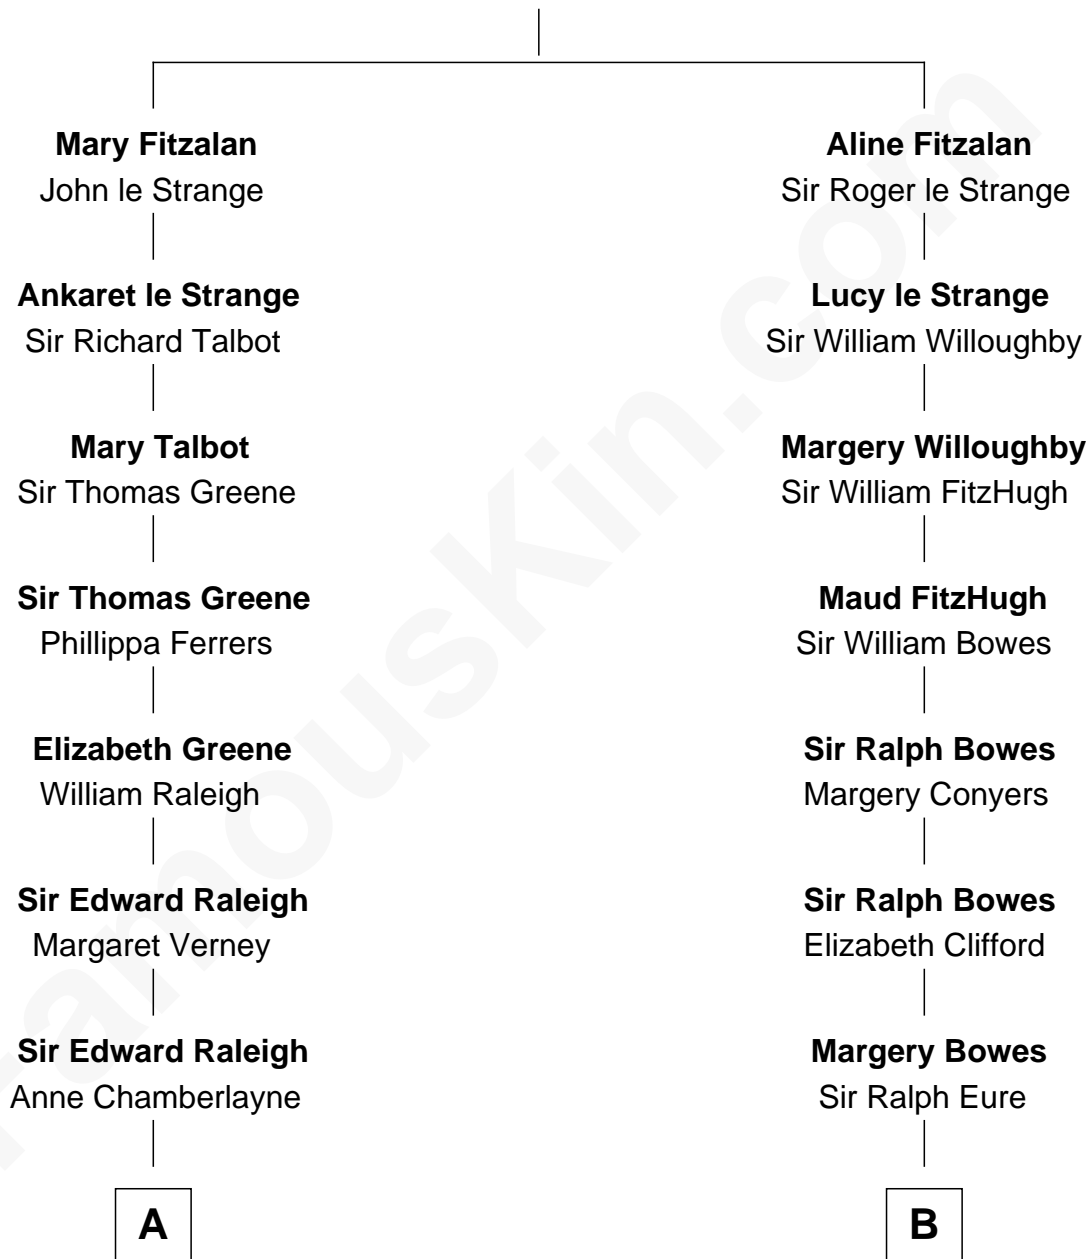 Mary Fitzalan
John le Strange
Aline Fitzalan
Sir Roger le Strange
Ankaret le Strange
Sir Richard Talbot
Lucy le Strange
Sir William Willoughby
Mary Talbot
Sir Thomas Greene
Margery Willoughby
Sir William FitzHugh
Sir Thomas Greene
Phillippa Ferrers
Maud FitzHugh
Sir William Bowes
Elizabeth Greene
William Raleigh
Sir Ralph Bowes
Margery Conyers
Sir Edward Raleigh
Margaret Verney
Sir Ralph Bowes
Elizabeth Clifford
Sir Edward Raleigh
Anne Chamberlayne
Margery Bowes
Sir Ralph Eure
A
B
FamousKin.com